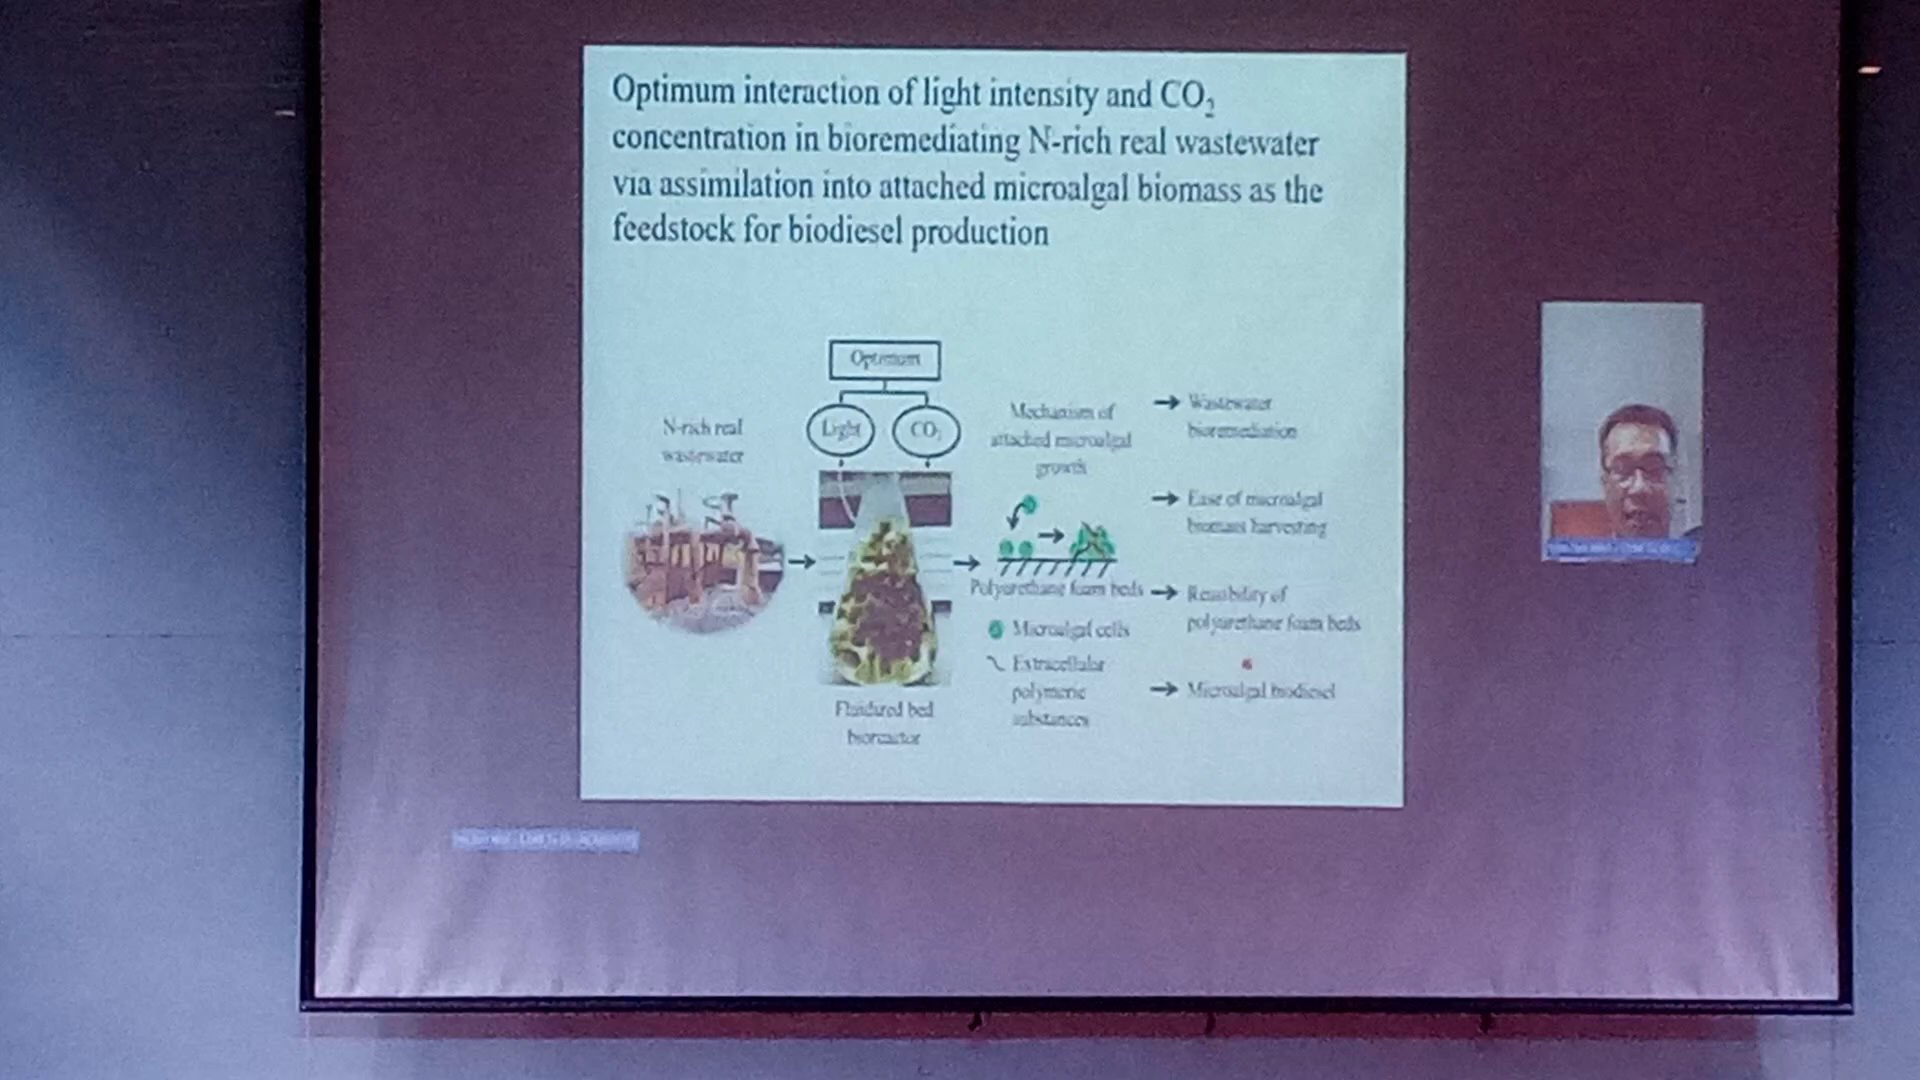 Optimum interaction of light intensity and CO₂
concentration in bioremediating N-rich real wastewater
via assimilation into attached microalgal biomass as the
feedstock for biodiesel production
Optimum
Light
CO₂
N-rich real
wastewater
Fluidized bed
bioreactor
Mechanism of
attached microalgal
growth
Polyurethane foam beds
Microalgal cells
Extracellular
polymeric
substances
Wastewater
bioremediation
Ease of microalgal
biomass harvesting
Reusability of
polyurethane foam beds
Microalgal biodiesel